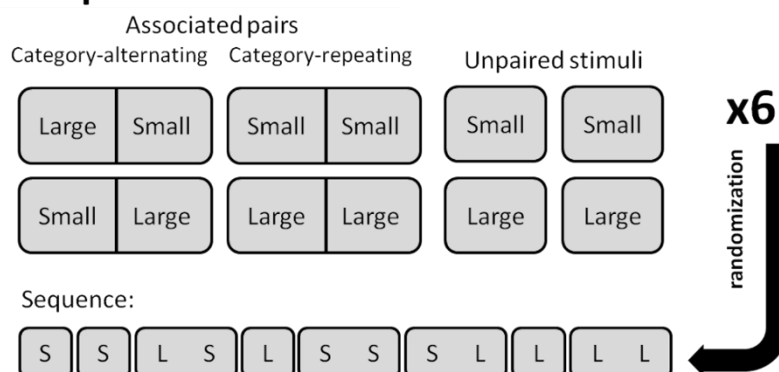 Associated pairs
Category-alternating Category-repeating
Unpaired stimuli
Large Small Small Small Small Small
x6
Small Large Large Large Large Large
randomization
Sequence:
S S L S L S S S L L L L